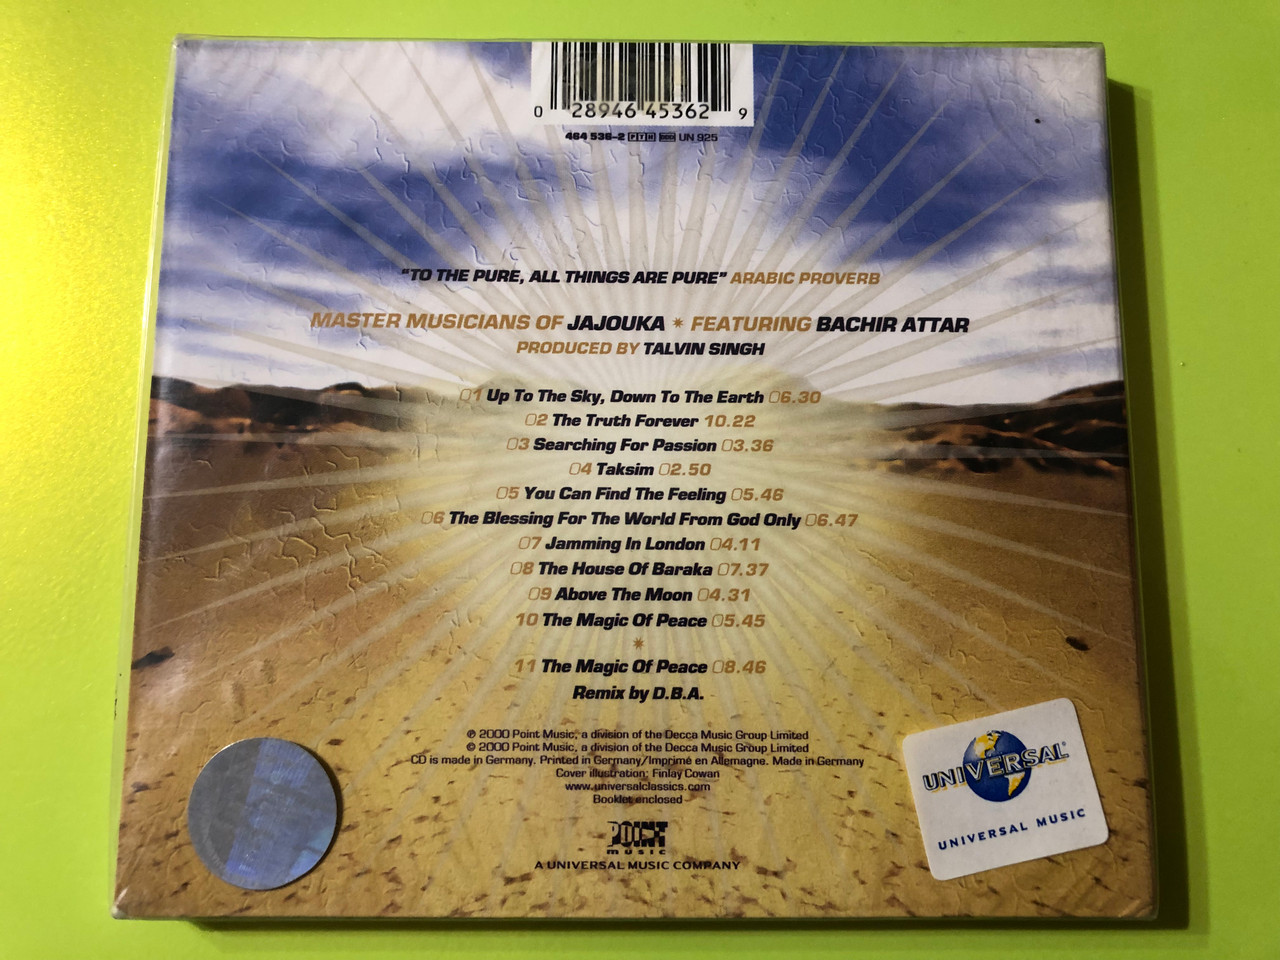 0 28946 45362 9
464 536-2 PY H UN 925
"TO THE PURE, ALL THINGS ARE PURE" ARABIC PROVERB
MASTER MUSICIANS OF JAJOUKA ✷ FEATURING BACHIR ATTAR
PRODUCED BY TALVIN SINGH
01 Up To The Sky, Down To The Earth 06.30
02 The Truth Forever 10.22
03 Searching For Passion 03.36
04 Taksim 02.50
05 You Can Find The Feeling 05.46
06 The Blessing For The World From God Only 06.47
07 Jamming In London 04.11
08 The House Of Baraka 07.37
09 Above The Moon 04.31
10 The Magic Of Peace 05.45
✷
11 The Magic Of Peace 08.46
Remix by D.B.A.
℗ 2000 Point Music, a division of the Decca Music Group Limited
© 2000 Point Music, a division of the Decca Music Group Limited
CD is made in Germany. Printed in Germany/Imprimé en Allemagne. Made in Germany
Cover illustration: Finlay Cowan
www.universalclassics.com
Booklet enclosed
POINT
MUSIC
A UNIVERSAL MUSIC COMPANY
UNIVERSAL®
UNIVERSAL MUSIC